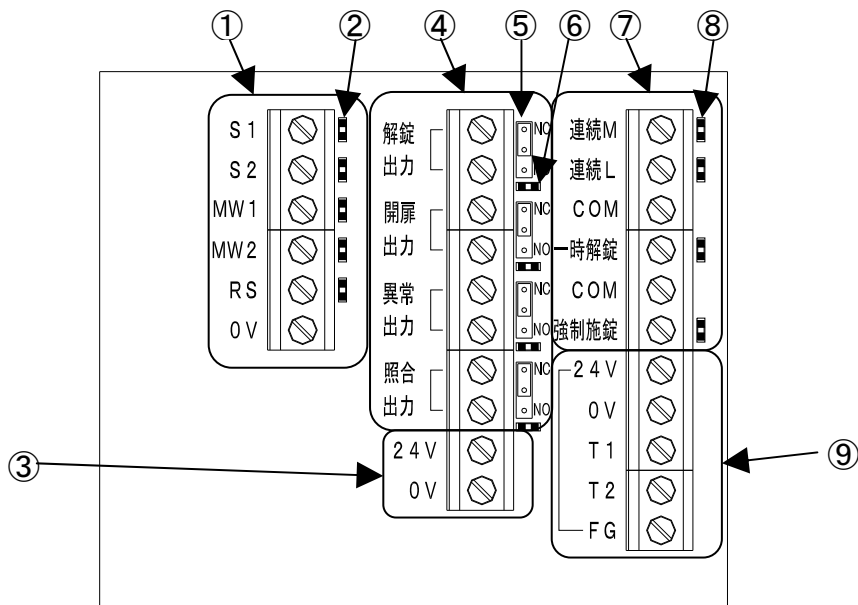 ① ② ④ ⑤ ⑥ ⑦ ⑧
S1
S2
MW1
MW2
RS
0V
解錠
出力
開扉
出力
異常
出力
照合
出力
NC
NC
NO
NC
NO
NC
NO
24V
0V
③
連続M
連続L
COM
一時解錠
COM
強制施錠
24V
0V
T1
T2
FG
⑨